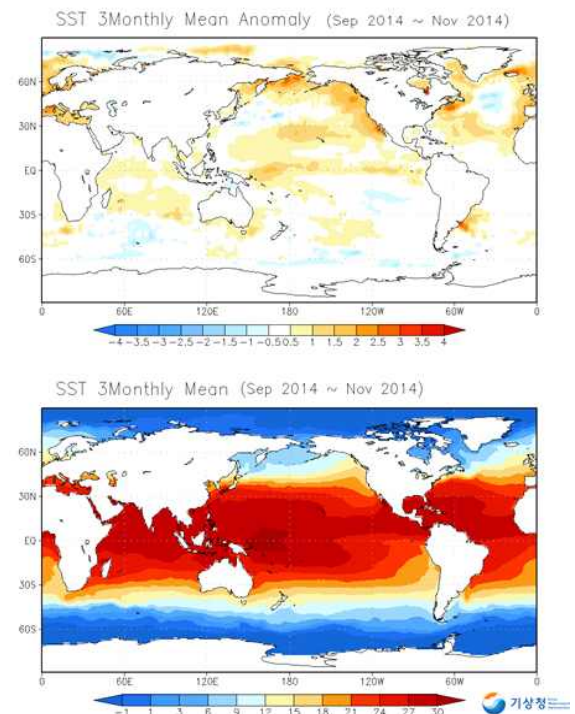 SST 3Monthly Mean Anomaly (Sep 2014 ~ Nov 2014)
60N
30N
EQ
30S
60S
0 60E 120E 180 120W 60W 0
-4 -3.5 -3 -2.5 -2 -1.5 -1 -0.5 0.5 1 1.5 2 2.5 3 3.5 4
SST 3Monthly Mean (Sep 2014 ~ Nov 2014)
60N
30N
EQ
30S
60S
0 60E 120E 180 120W 60W 0
-1 1 3 6 9 12 15 18 21 24 27 30
기상청